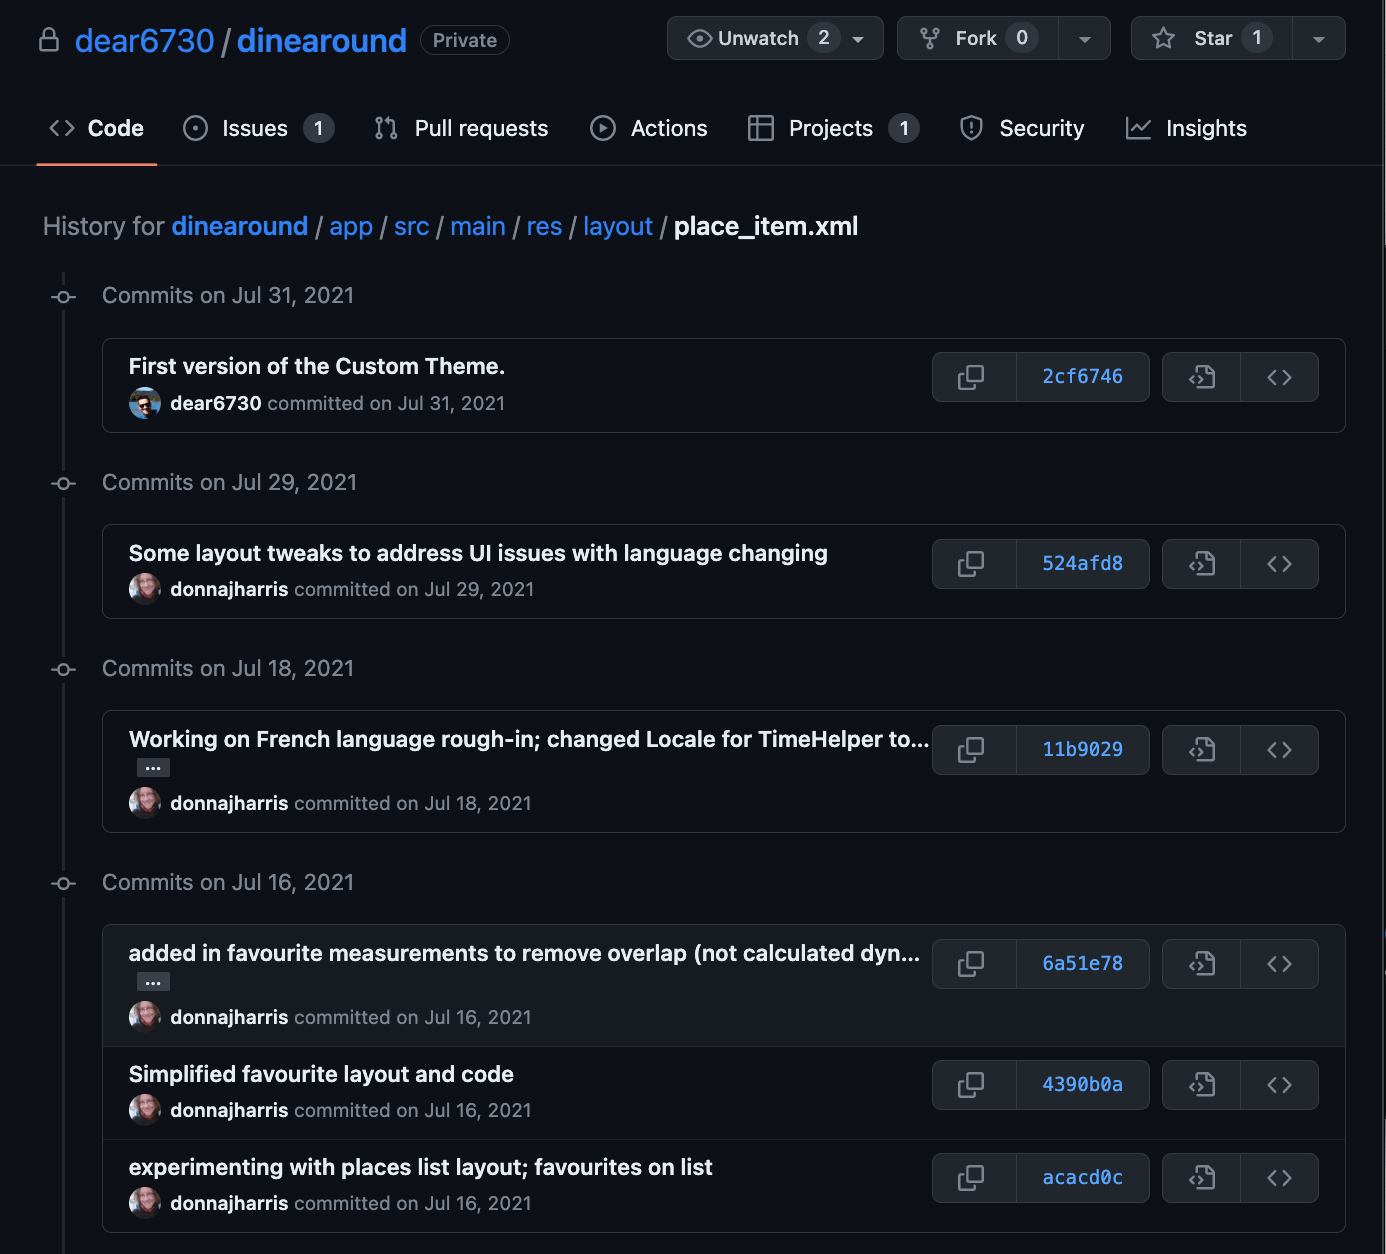 dear6730 / dinearound Private Unwatch 2 Fork 0 Star 1
Code Issues 1 Pull requests Actions Projects 1 Security Insights
History for dinearound / app / src / main / res / layout / place_item.xml
Commits on Jul 31, 2021
First version of the Custom Theme. 2cf6746
dear6730 committed on Jul 31, 2021
Commits on Jul 29, 2021
Some layout tweaks to address UI issues with language changing 524afd8
donnajharris committed on Jul 29, 2021
Commits on Jul 18, 2021
Working on French language rough-in; changed Locale for TimeHelper to... 11b9029
...
donnajharris committed on Jul 18, 2021
Commits on Jul 16, 2021
added in favourite measurements to remove overlap (not calculated dyn... 6a51e78
...
donnajharris committed on Jul 16, 2021
Simplified favourite layout and code 4390b0a
donnajharris committed on Jul 16, 2021
experimenting with places list layout; favourites on list acacd0c
donnajharris committed on Jul 16, 2021